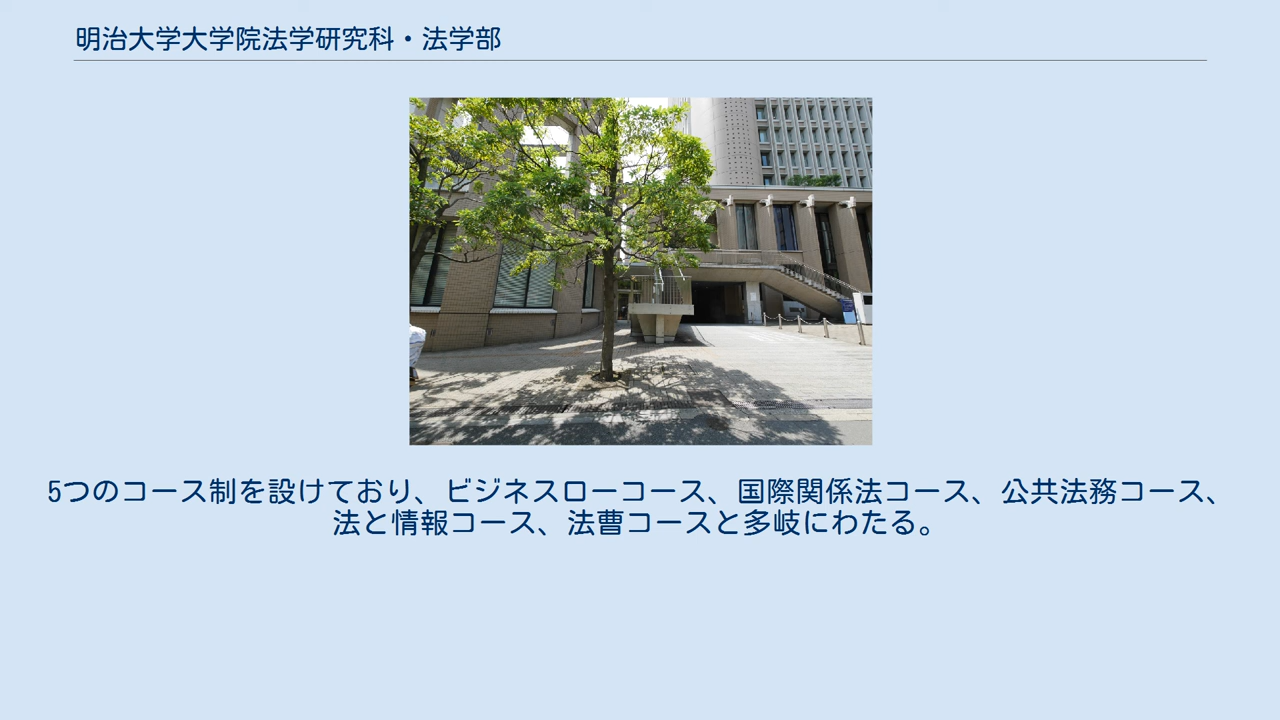 明治大学大学院法学研究科・法学部
5つのコース制を設けており、ビジネスローコース、国際関係法コース、公共法務コース、
法と情報コース、法曹コースと多岐にわたる。